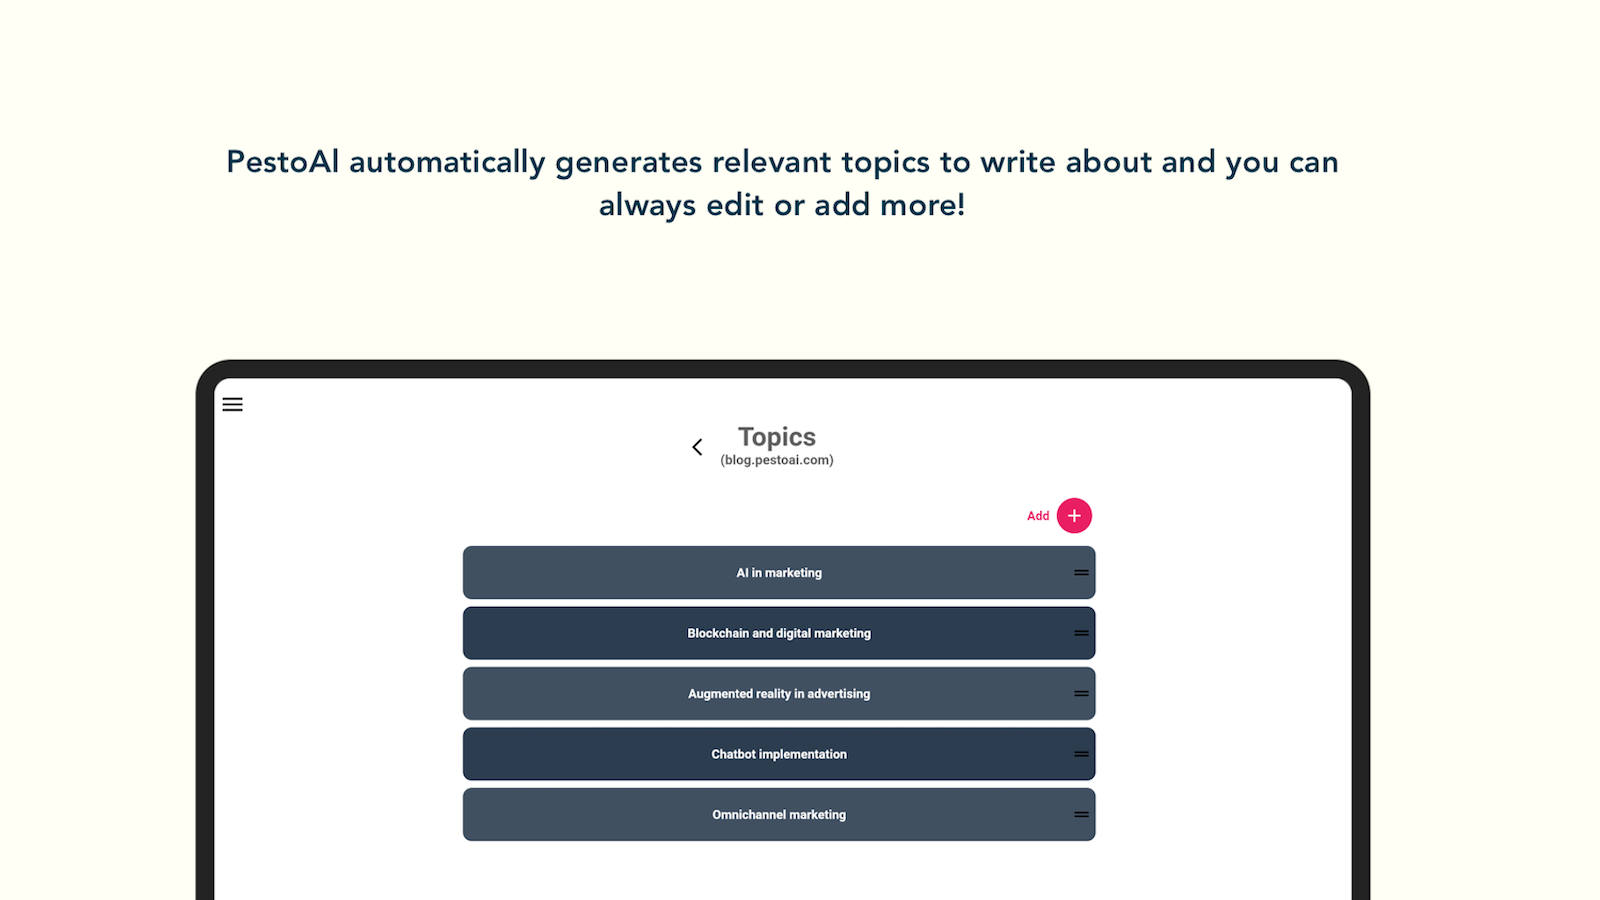 PestoAI automatically generates relevant topics to write about and you can
always edit or add more!
Topics
(blog.pestoai.com)
Add
AI in marketing
Blockchain and digital marketing
Augmented reality in advertising
Chatbot implementation
Omnichannel marketing